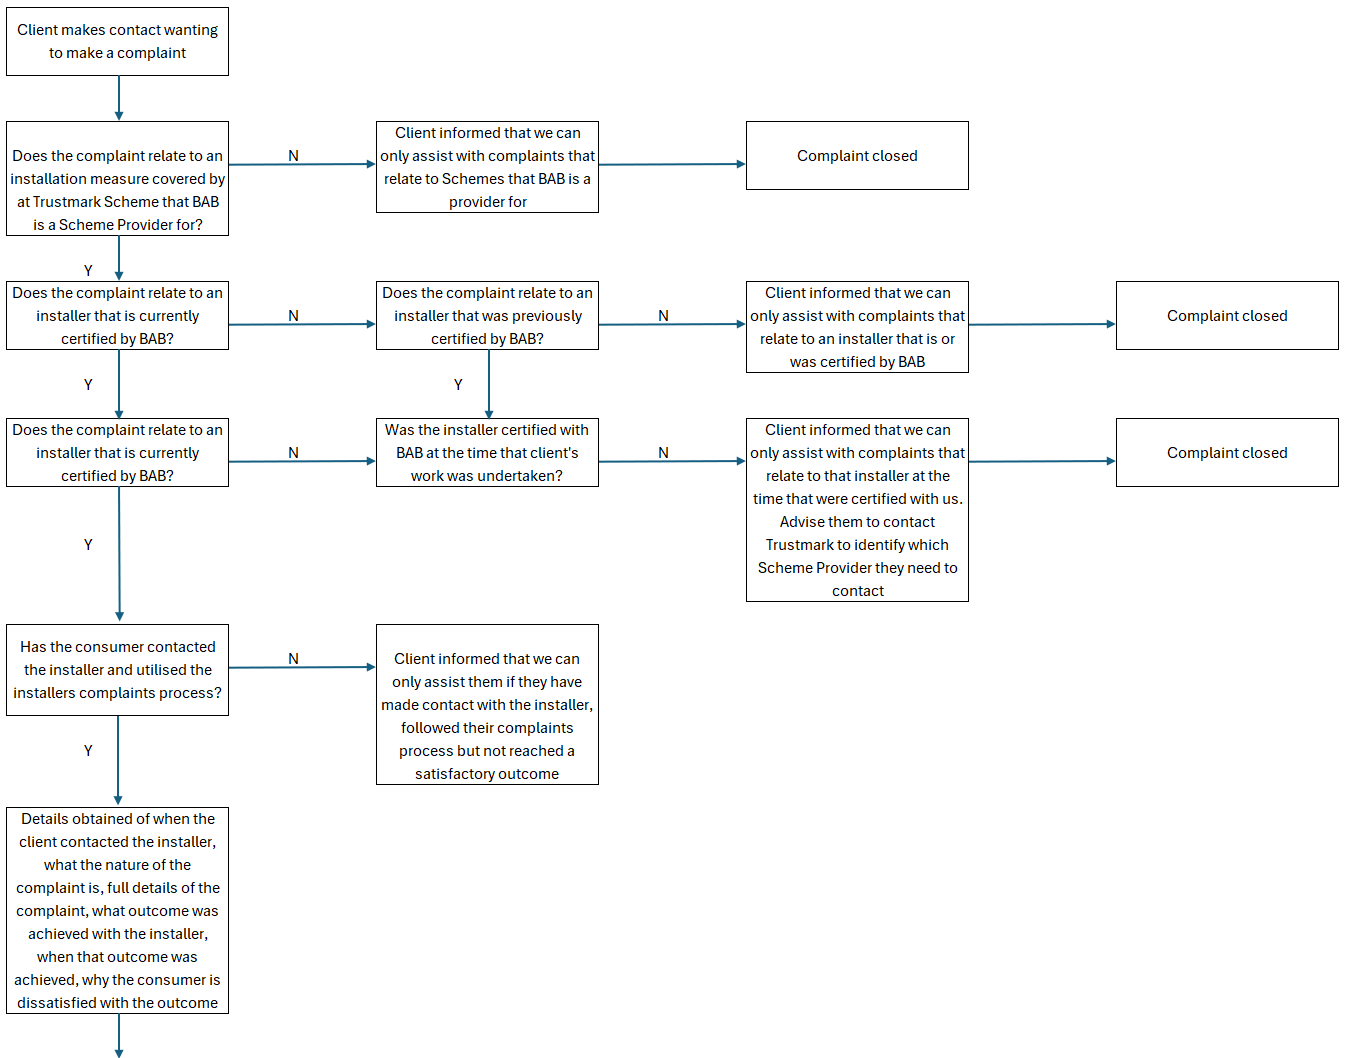 Client makes contact wanting
to make a complaint
Does the complaint relate to an
installation measure covered by
at Trustmark Scheme that BAB
is a Scheme Provider for?
N
Client informed that we can
only assist with complaints that
relate to Schemes that BAB is a
provider for
Complaint closed
Y
Does the complaint relate to an
installer that is currently
certified by BAB?
N
Does the complaint relate to an
installer that was previously
certified by BAB?
N
Client informed that we can
only assist with complaints that
relate to an installer that is or
was certified by BAB
Complaint closed
Y
Y
Does the complaint relate to an
installer that is currently
certified by BAB?
N
Was the installer certified with
BAB at the time that client's
work was undertaken?
N
Client informed that we can
only assist with complaints that
relate to that installer at the
time that were certified with us.
Advise them to contact
Trustmark to identify which
Scheme Provider they need to
contact
Complaint closed
Y
Has the consumer contacted
the installer and utilised the
installers complaints process?
N
Client informed that we can
only assist them if they have
made contact with the installer,
followed their complaints
process but not reached a
satisfactory outcome
Y
Details obtained of when the
client contacted the installer,
what the nature of the
complaint is, full details of the
complaint, what outcome was
achieved with the installer,
when that outcome was
achieved, why the consumer is
dissatisfied with the outcome